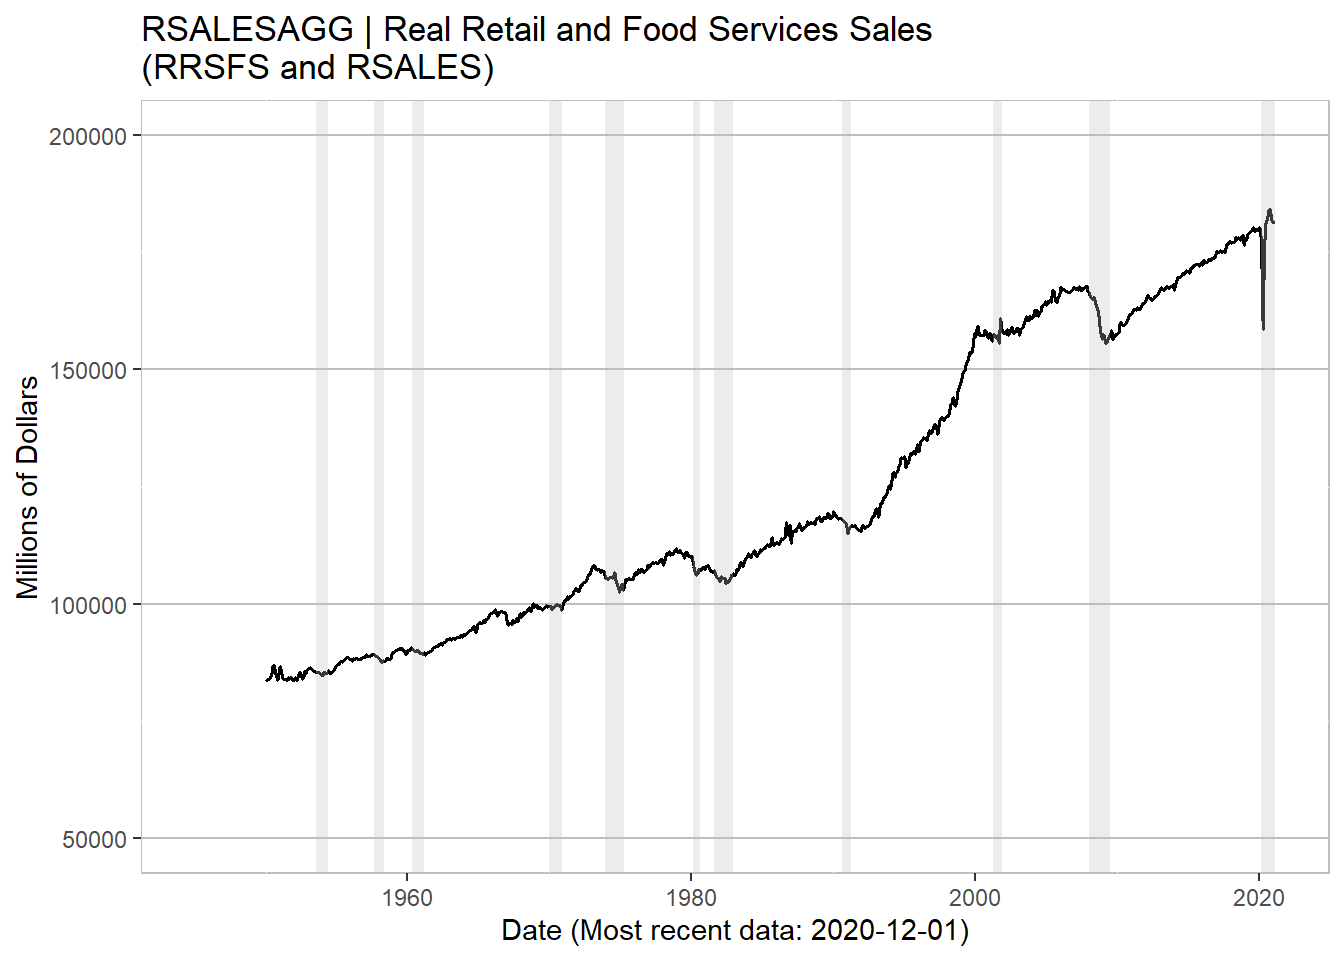 RSALESAGG | Real Retail and Food Services Sales
(RRSFS and RSALES)
200000
150000
100000
50000
Millions of Dollars
1960
1980
2000
2020
Date (Most recent data: 2020-12-01)